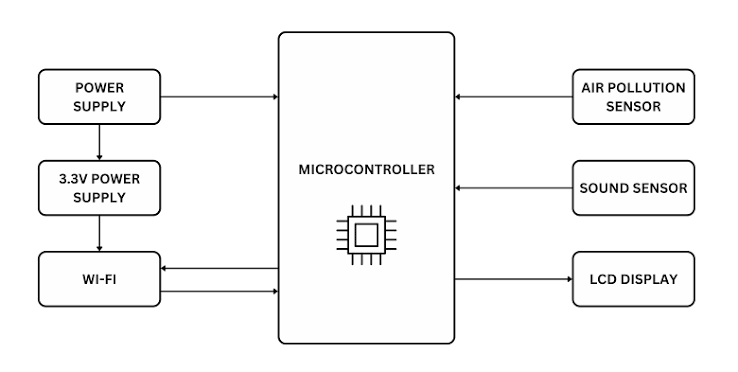 POWER
SUPPLY
3.3V POWER
SUPPLY
WI-FI
MICROCONTROLLER
AIR POLLUTION
SENSOR
SOUND SENSOR
LCD DISPLAY